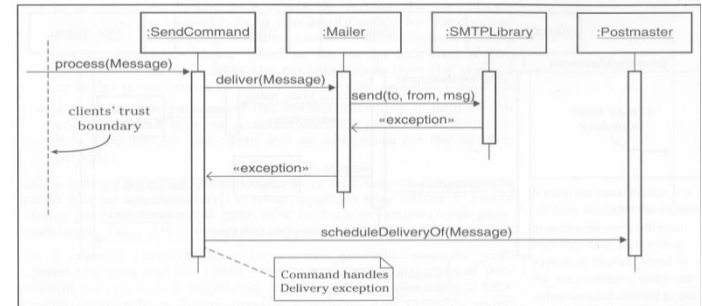 :SendCommand
:Mailer
:SMTPLibrary
:Postmaster
process(Message)
deliver(Message)
send(to, from, msg)
clients' trust
boundary
«exception»
«exception»
scheduleDeliveryOf(Message)
Command handles
Delivery exception